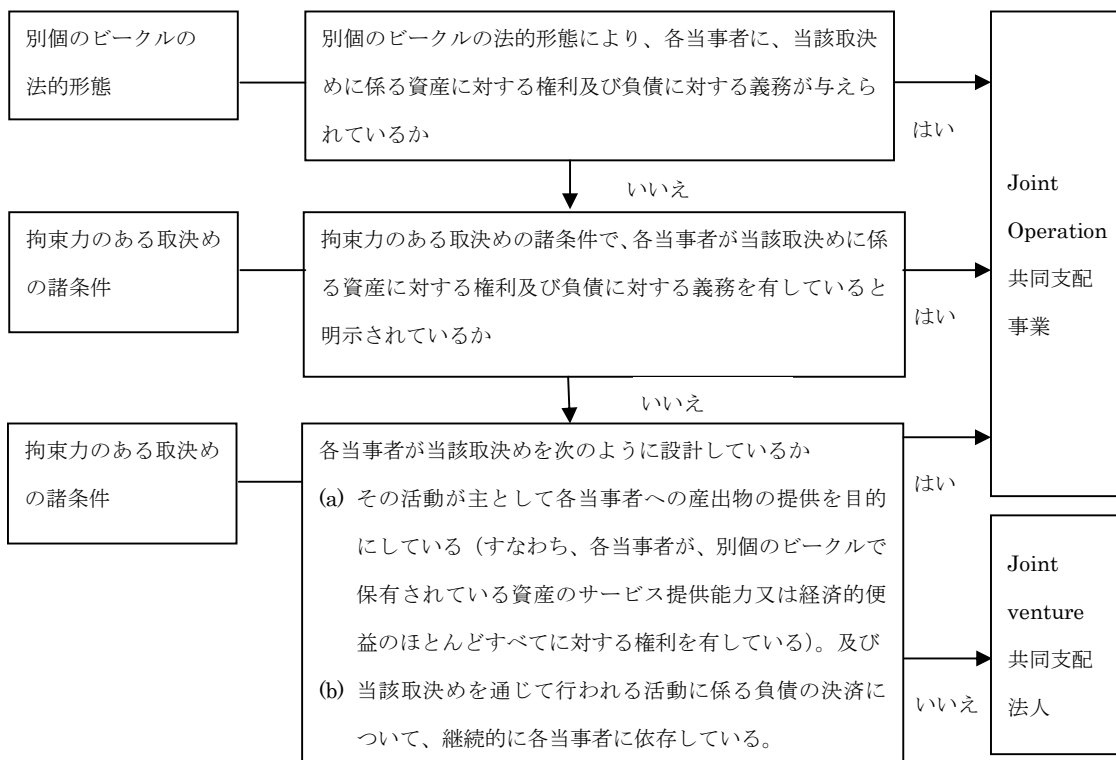 別個のビークルの
法的形態
別個のビークルの法的形態により、各当事者に、当該取決
めに係る資産に対する権利及び負債に対する義務が与えら
れているか
はい
いいえ
拘束力のある取決め
の諸条件
拘束力のある取決めの諸条件で、各当事者が当該取決めに係
る資産に対する権利及び負債に対する義務を有していると
明示されているか
はい
いいえ
Joint
Operation
共同支配
事業
拘束力のある取決め
の諸条件
各当事者が当該取決めを次のように設計しているか
(a) その活動が主として各当事者への産出物の提供を目的
にしている（すなわち、各当事者が、別個のビークルで
保有されている資産のサービス提供能力又は経済的便
益のほとんどすべてに対する権利を有している）。及び
(b) 当該取決めを通じて行われる活動に係る負債の決済に
ついて、継続的に各当事者に依存している。
はい
いいえ
Joint
venture
共同支配
法人